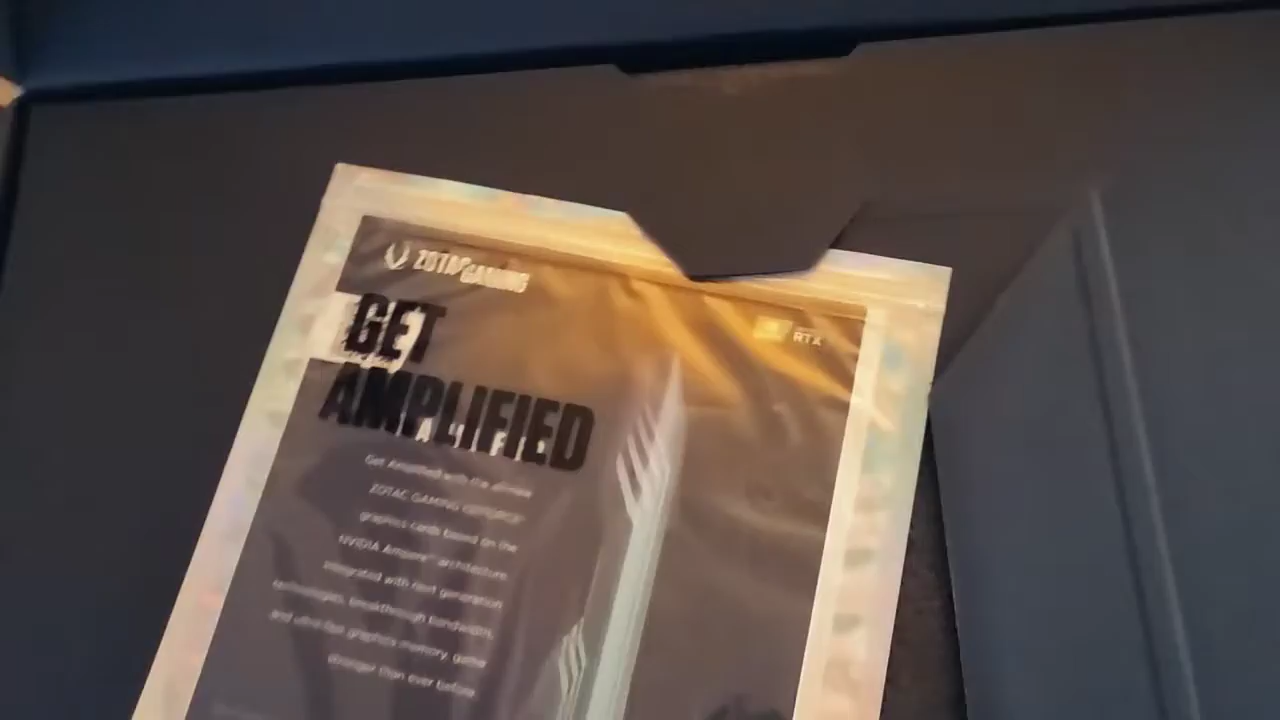 ZOTAC GAMING
RTX
GET
AMPLIFIED
Get Amplified with the
ZOTAC GAMING GEFORCE
graphics cards based on the
NVIDIA Ampere architecture
Integrated with next generation
technologies, breakthrough bandwidth,
and ultra-fast graphics memory, game
stronger than ever before